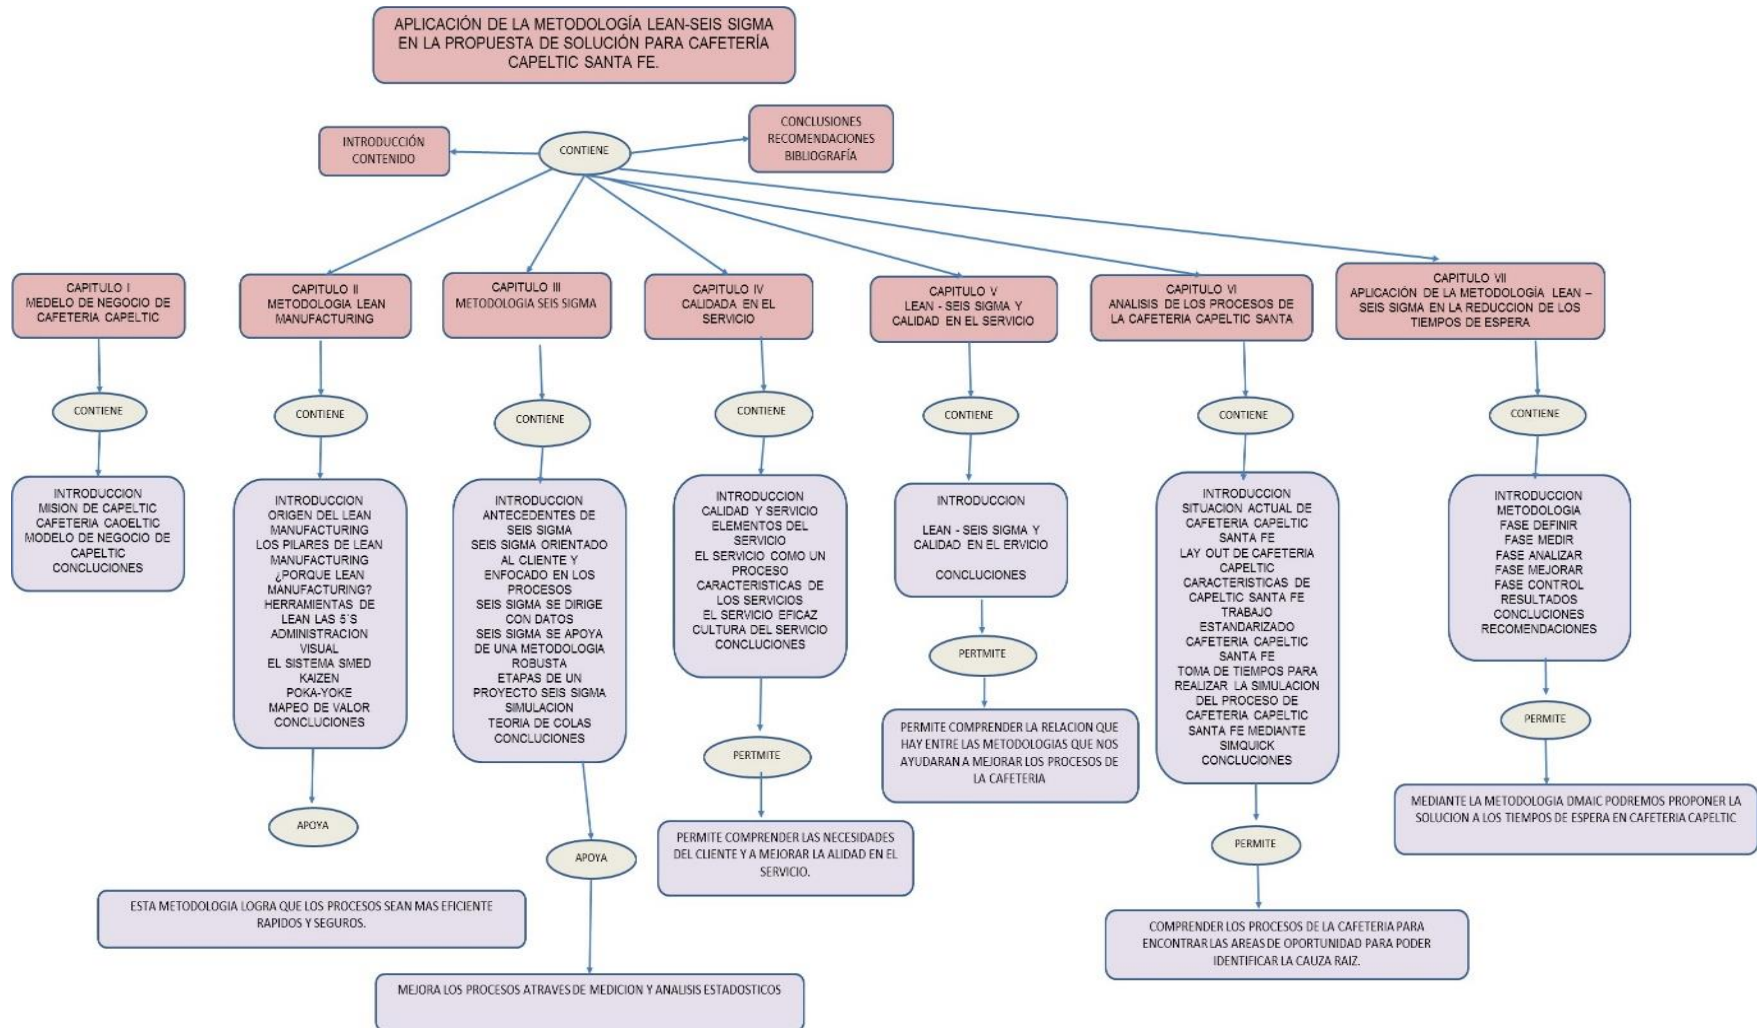 APLICACIÓN DE LA METODOLOGÍA LEAN-SEIS SIGMA
EN LA PROPUESTA DE SOLUCIÓN PARA CAFETERÍA
CAPELTIC SANTA FE.
INTRODUCCIÓN
CONTENIDO
CONTIENE
CONCLUSIONES
RECOMENDACIONES
BIBLIOGRAFÍA
CAPITULO I
MEDELO DE NEGOCIO DE
CAFETERIA CAPELTIC
CONTIENE
INTRODUCCION
MISION DE CAPELTIC
CAFETERIA CAOELTIC
MODELO DE NEGOCIO DE
CAPELTIC
CONCLUCIONES
CAPITULO II
METODOLOGIA LEAN
MANUFACTURING
CONTIENE
INTRODUCCION
ORIGEN DEL LEAN
MANUFACTURING
LOS PILARES DE LEAN
MANUFACTURING
¿PORQUE LEAN
MANUFACTURING?
HERRAMIENTAS DE
LEAN LAS 5´S
ADMINISTRACION
VISUAL
EL SISTEMA SMED
KAIZEN
POKA-YOKE
MAPEO DE VALOR
CONCLUCIONES
APOYA
ESTA METODOLOGIA LOGRA QUE LOS PROCESOS SEAN MAS EFICIENTE
RAPIDOS Y SEGUROS.
CAPITULO III
METODOLOGIA SEIS SIGMA
CONTIENE
INTRODUCCION
ANTECEDENTES DE
SEIS SIGMA
SEIS SIGMA ORIENTADO
AL CLIENTE Y
ENFOCADO EN LOS
PROCESOS
SEIS SIGMA SE DIRIGE
CON DATOS
SEIS SIGMA SE APOYA
DE UNA METODOLOGIA
ROBUSTA
ETAPAS DE UN
PROYECTO SEIS SIGMA
SIMULACION
TEORIA DE COLAS
CONCLUCIONES
APOYA
MEJORA LOS PROCESOS ATRAVES DE MEDICION Y ANALISIS ESTADOSTICOS
CAPITULO IV
CALIDADA EN EL
SERVICIO
CONTIENE
INTRODUCCION
CALIDAD Y SERVICIO
ELEMENTOS DEL
SERVICIO
EL SERVICIO COMO UN
PROCESO
CARACTERISTICAS DE
LOS SERVICIOS
EL SERVICIO EFICAZ
CULTURA DEL SERVICIO
CONCLUCIONES
PERTMITE
PERMITE COMPRENDER LAS NECESIDADES
DEL CLIENTE Y A MEJORAR LA ALIDAD EN EL
SERVICIO.
CAPITULO V
LEAN - SEIS SIGMA Y
CALIDAD EN EL SERVICIO
CONTIENE
INTRODUCCION
LEAN - SEIS SIGMA Y
CALIDAD EN EL ERVICIO
CONCLUCIONES
PERTMITE
PERMITE COMPRENDER LA RELACION QUE
HAY ENTRE LAS METODOLOGIAS QUE NOS
AYUDARAN A MEJORAR LOS PROCESOS DE
LA CAFETERIA
CAPITULO VI
ANALISIS DE LOS PROCESOS DE
LA CAFETERIA CAPELTIC SANTA
CONTIENE
INTRODUCCION
SITUACION ACTUAL DE
CAFETERIA CAPELTIC
SANTA FE
LAY OUT DE CAFETERIA
CAPELTIC
CARACTERISTICAS DE
CAPELTIC SANTA FE
TRABAJO
ESTANDARIZADO
CAFETERIA CAPELTIC
SANTA FE
TOMA DE TIEMPOS PARA
REALIZAR LA SIMULACION
DEL PROCESO DE
CAFETERIA CAPELTIC
SANTA FE MEDIANTE
SIMQUICK
CONCLUCIONES
PERMITE
COMPRENDER LOS PROCESOS DE LA CAFETERIA PARA
ENCONTRAR LAS AREAS DE OPORTUNIDAD PARA PODER
IDENTIFICAR LA CAUZA RAIZ.
CAPITULO VII
APLICACIÓN DE LA METODOLOGÍA LEAN –
SEIS SIGMA EN LA REDUCCION DE LOS
TIEMPOS DE ESPERA
CONTIENE
INTRODUCCION
METODOLOGIA
FASE DEFINIR
FASE MEDIR
FASE ANALIZAR
FASE MEJORAR
FASE CONTROL
RESULTADOS
CONCLUCIONES
RECOMENDACIONES
PERMITE
MEDIANTE LA METODOLOGIA DMAIC PODREMOS PROPONER LA
SOLUCION A LOS TIEMPOS DE ESPERA EN CAFETERIA CAPELTIC